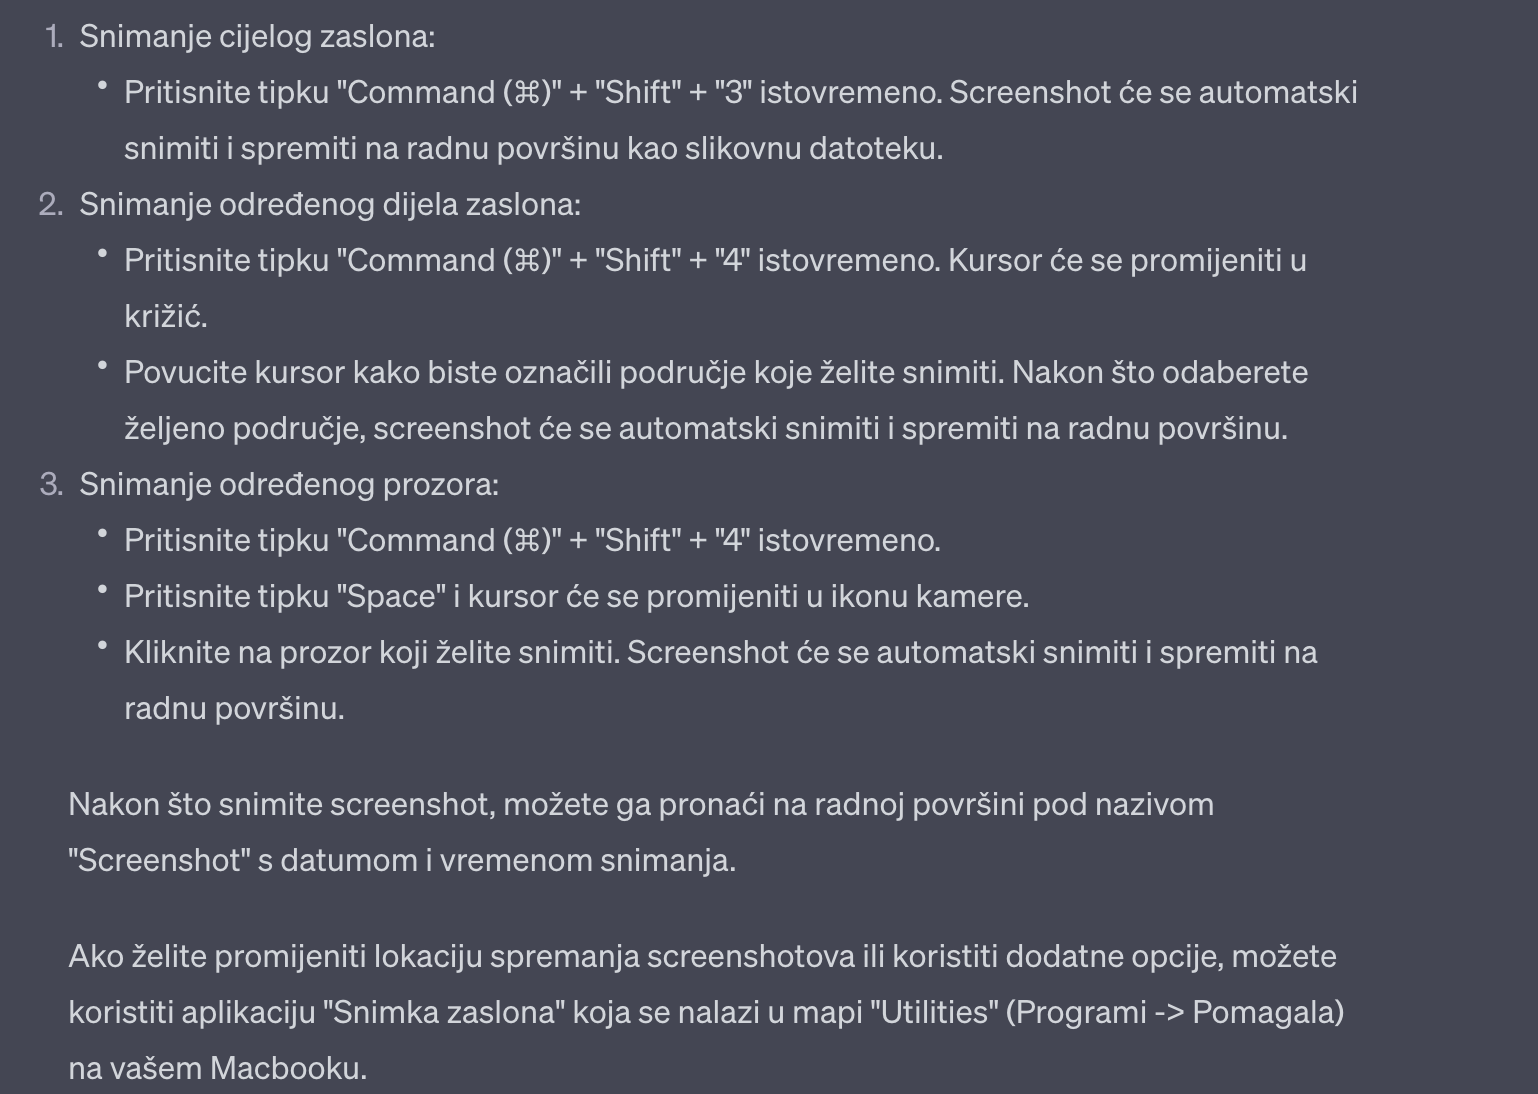 1. Snimanje cijelog zaslona:
• Pritisnite tipku "Command (⌘)" + "Shift" + "3" istovremeno. Screenshot će se automatski
snimiti i spremiti na radnu površinu kao slikovnu datoteku.
2. Snimanje određenog dijela zaslona:
• Pritisnite tipku "Command (⌘)" + "Shift" + "4" istovremeno. Kursor će se promijeniti u
križić.
• Povucite kursor kako biste označili područje koje želite snimiti. Nakon što odaberete
željeno područje, screenshot će se automatski snimiti i spremiti na radnu površinu.
3. Snimanje određenog prozora:
• Pritisnite tipku "Command (⌘)" + "Shift" + "4" istovremeno.
• Pritisnite tipku "Space" i kursor će se promijeniti u ikonu kamere.
• Kliknite na prozor koji želite snimiti. Screenshot će se automatski snimiti i spremiti na
radnu površinu.
Nakon što snimite screenshot, možete ga pronaći na radnoj površini pod nazivom
"Screenshot" s datumom i vremenom snimanja.
Ako želite promijeniti lokaciju spremanja screenshotova ili koristiti dodatne opcije, možete
koristiti aplikaciju "Snimka zaslona" koja se nalazi u mapi "Utilities" (Programi -> Pomagala)
na vašem Macbooku.